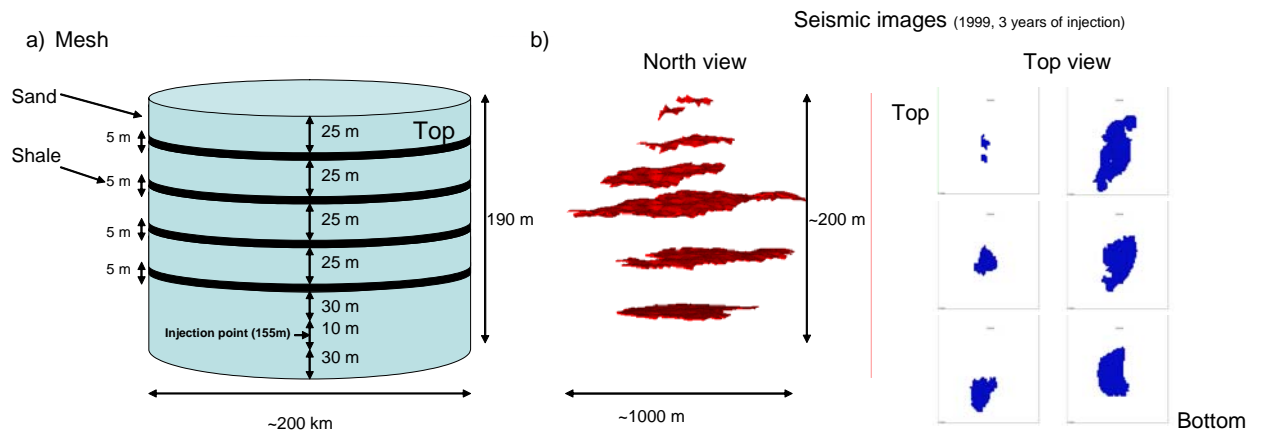 Seismic images (1999, 3 years of injection)
a) Mesh
b)
North view
Top view
Sand
Top
25 m
Top
5 m
Shale
25 m
5 m
190 m
~200 m
25 m
5 m
25 m
5 m
30 m
Injection point (155m)
10 m
30 m
~200 km
~1000 m
Bottom